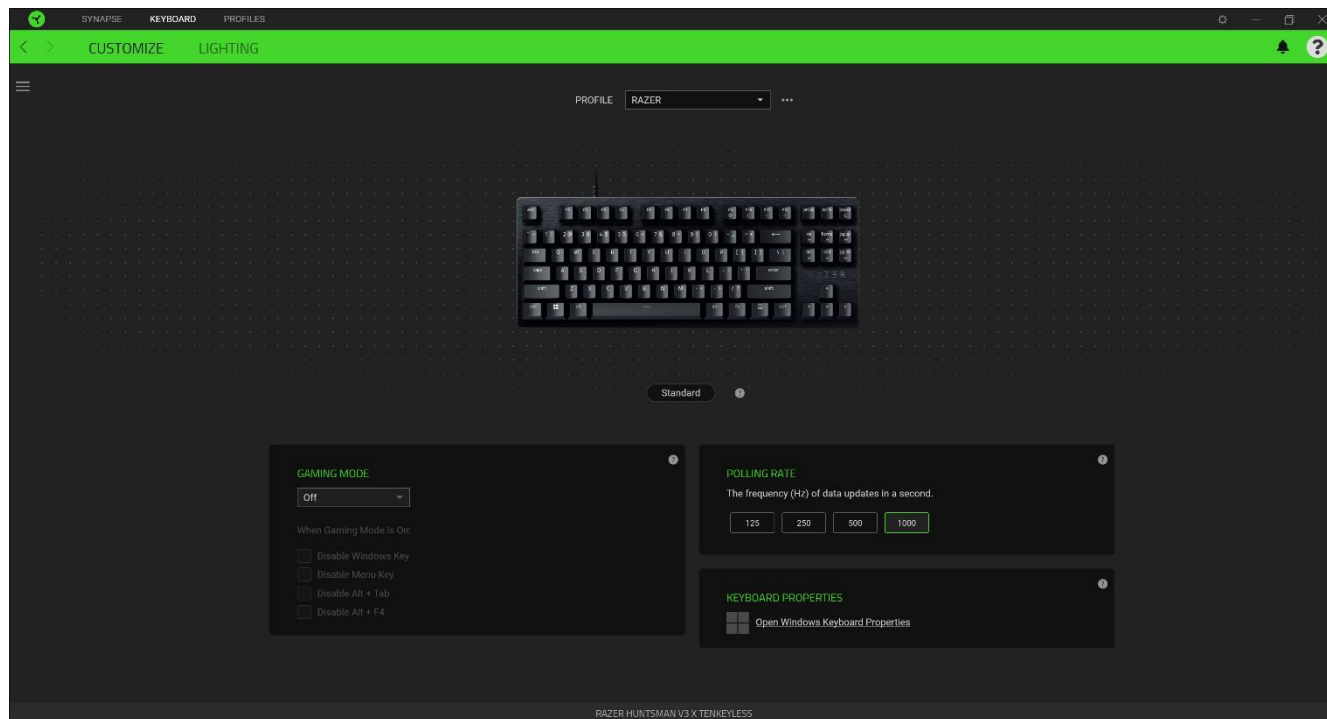 SYNAPSE KEYBOARD PROFILES
CUSTOMIZE LIGHTING
PROFILE RAZER
Standard
GAMING MODE
Off
When Gaming Mode is On:
Disable Windows Key
Disable Menu Key
Disable Alt + Tab
Disable Alt + F4
POLLING RATE
The frequency (Hz) of data updates in a second.
125 250 500 1000
KEYBOARD PROPERTIES
Open Windows Keyboard Properties
RAZER HUNTSMAN V3 X TENKEYLESS